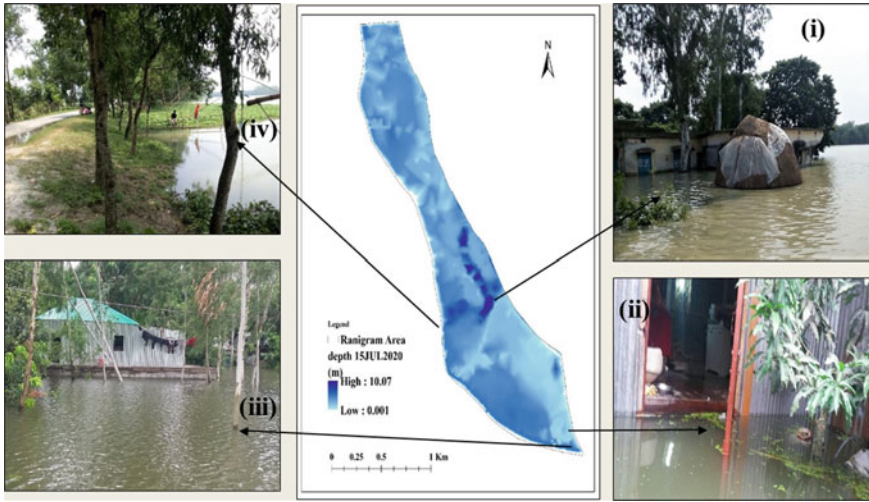 (iv)
N
(i)
Legend
Ranigram Area
depth 15JUL2020
(m)
High : 10.07
Low : 0.001
0 0.25 0.5 1 Km
(iii)
(ii)